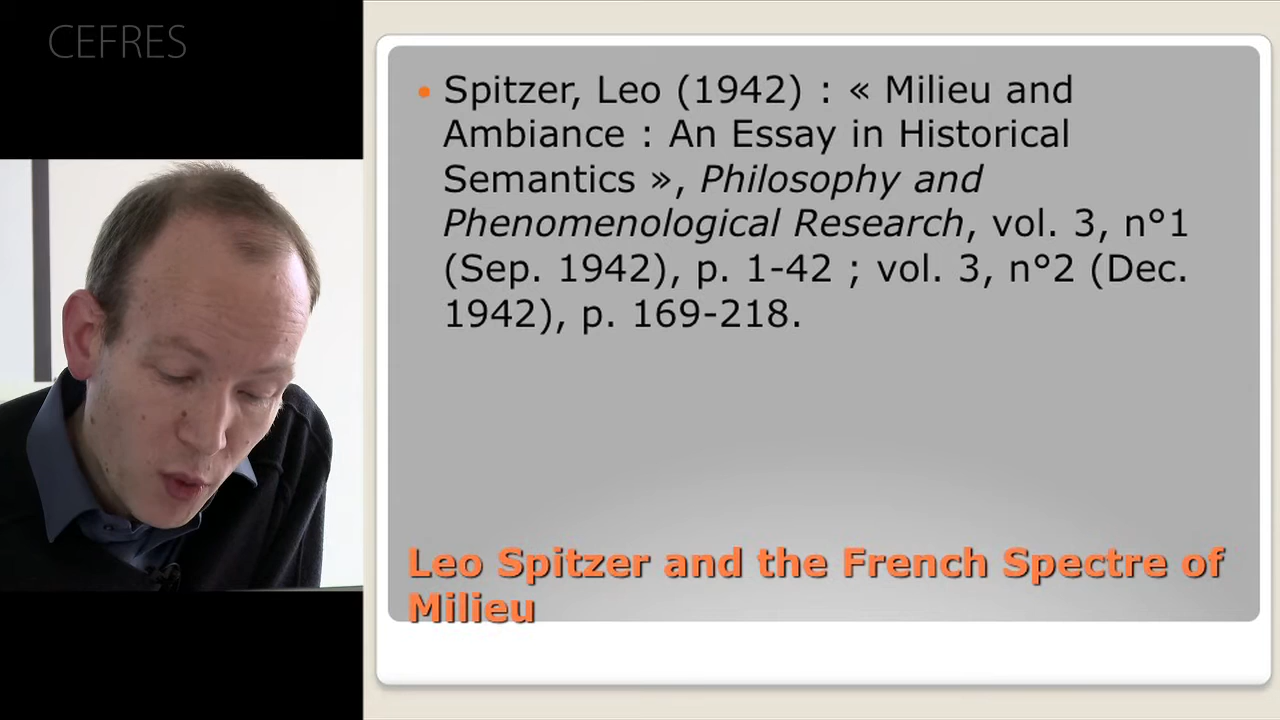 CEFRES
Spitzer, Leo (1942) : « Milieu and
Ambiance : An Essay in Historical
Semantics », Philosophy and
Phenomenological Research, vol. 3, n°1
(Sep. 1942), p. 1-42 ; vol. 3, n°2 (Dec.
1942), p. 169-218.
Leo Spitzer and the French Spectre of
Milieu